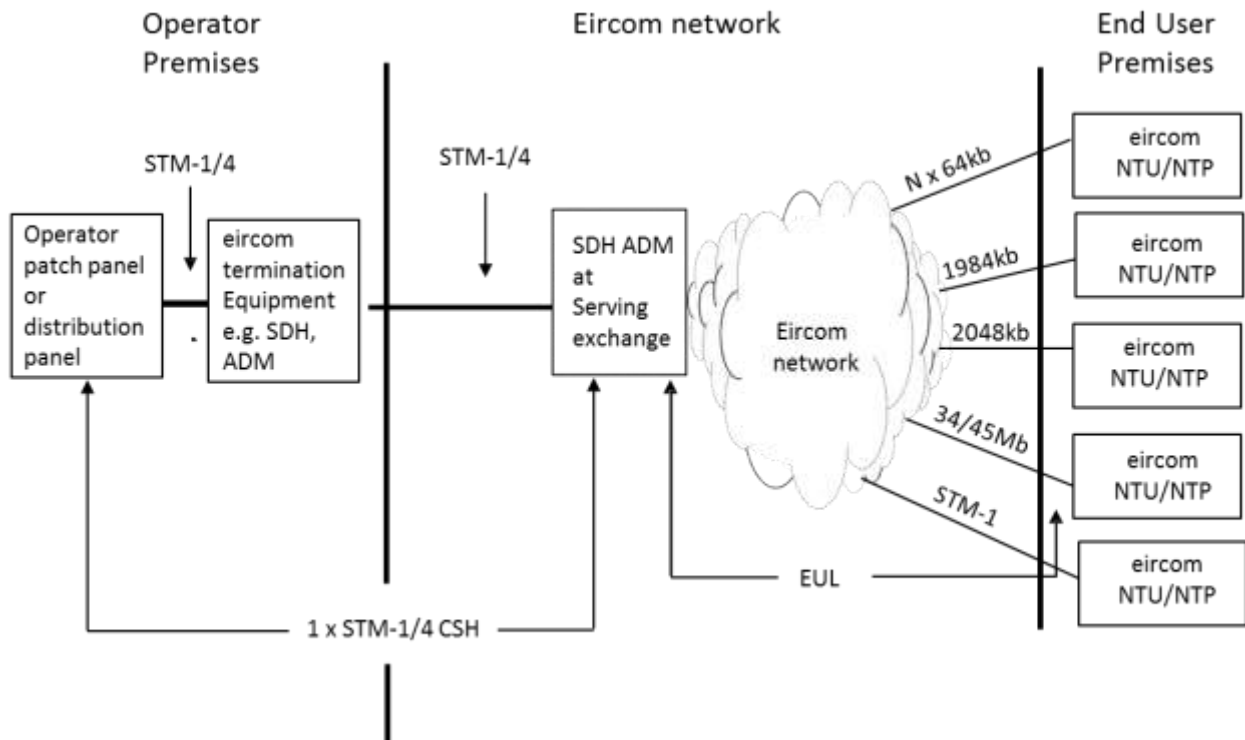 Operator
Premises
Eircom network
End User
Premises
STM-1/4
STM-1/4
Operator
patch panel
or
distribution
panel
eircom
termination
Equipment
e.g. SDH,
ADM
SDH ADM
at
Serving
exchange
Eircom
network
N x 64kb
1984kb
2048kb
34/45Mb
STM-1
eircom
NTU/NTP
eircom
NTU/NTP
eircom
NTU/NTP
eircom
NTU/NTP
eircom
NTU/NTP
EUL
1 x STM-1/4 CSH